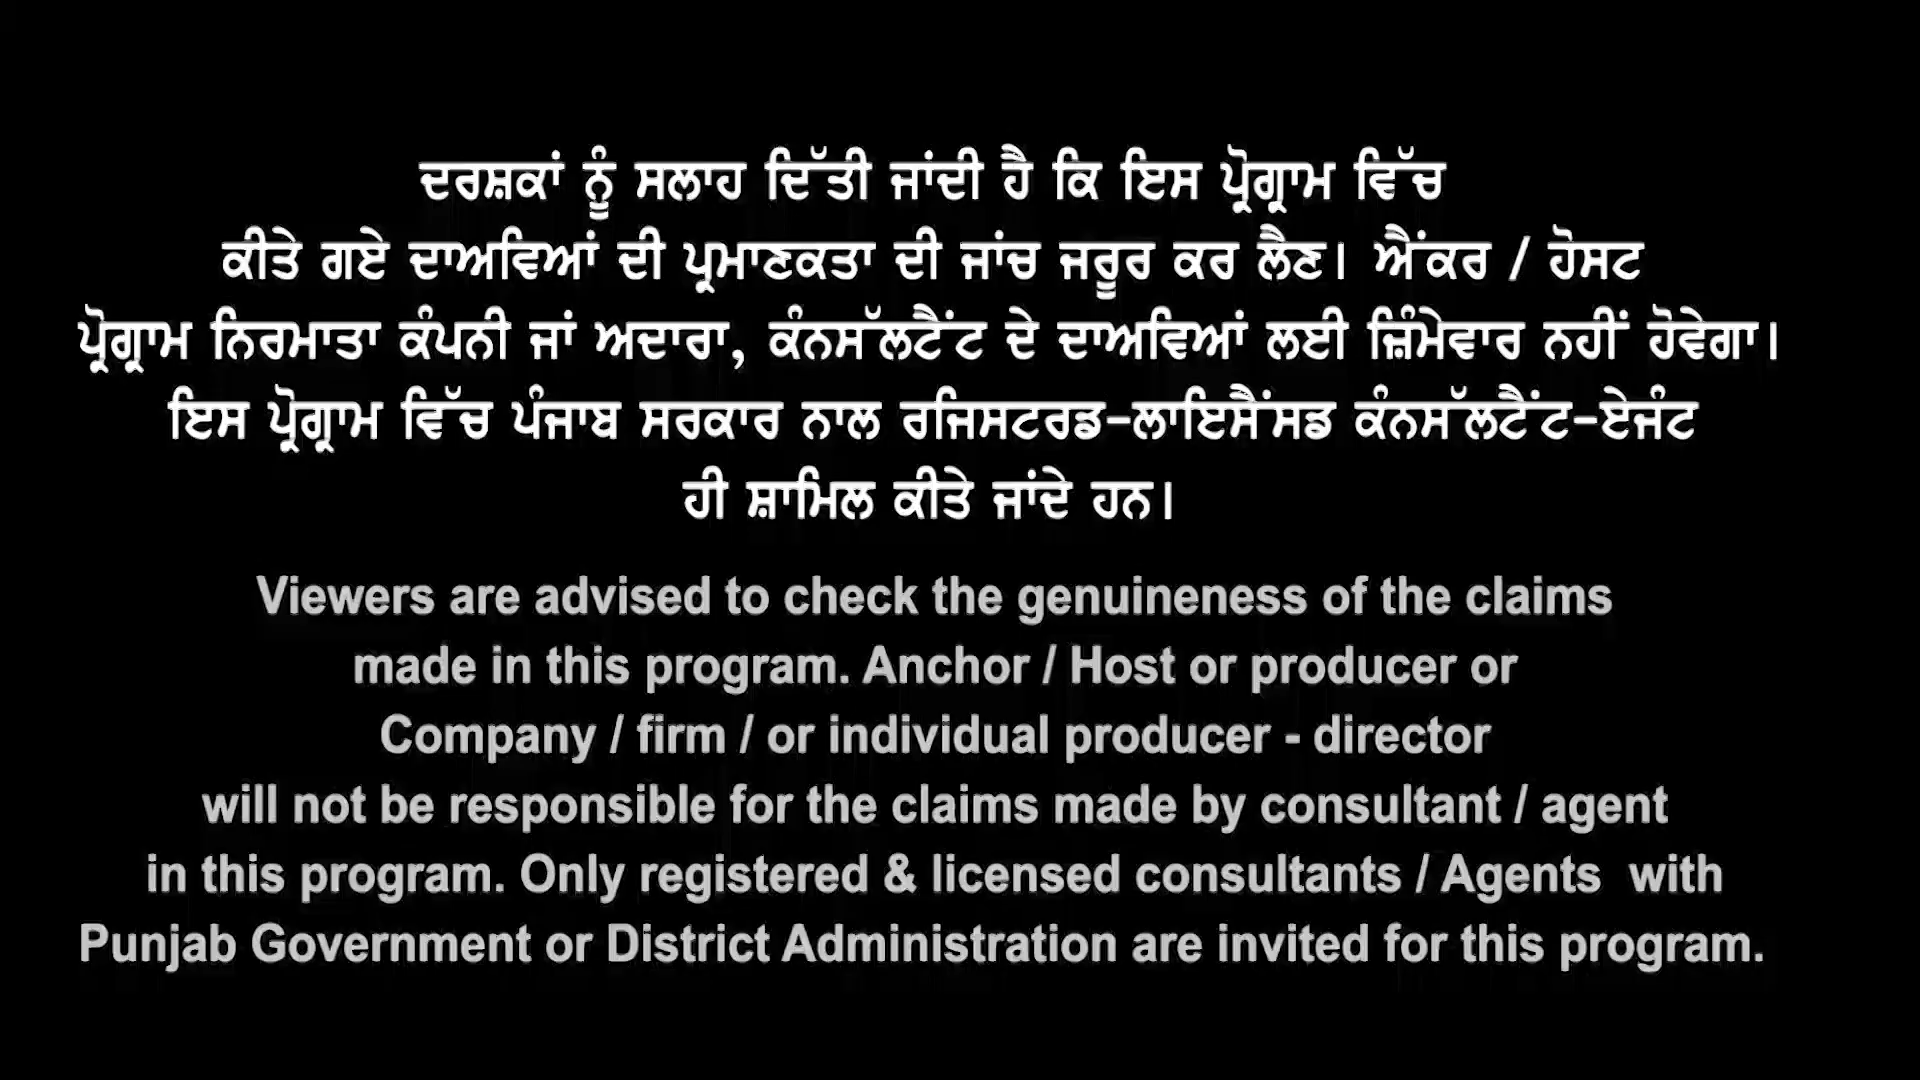 ਦਰਸ਼ਕਾਂ ਨੂੰ ਸਲਾਹ ਦਿੱਤੀ ਜਾਂਦੀ ਹੈ ਕਿ ਇਸ ਪ੍ਰੋਗ੍ਰਾਮ ਵਿੱਚ
ਕੀਤੇ ਗਏ ਦਾਅਵਿਆਂ ਦੀ ਪ੍ਰਮਾਣਕਤਾ ਦੀ ਜਾਂਚ ਜਰੂਰ ਕਰ ਲੈਣ। ਐਂਕਰ / ਹੋਸਟ
ਪ੍ਰੋਗ੍ਰਾਮ ਨਿਰਮਾਤਾ ਕੰਪਨੀ ਜਾਂ ਅਦਾਰਾ, ਕੰਨਸੱਲਟੈਂਟ ਦੇ ਦਾਅਵਿਆਂ ਲਈ ਜ਼ਿੰਮੇਵਾਰ ਨਹੀਂ ਹੋਵੇਗਾ।
ਇਸ ਪ੍ਰੋਗ੍ਰਾਮ ਵਿੱਚ ਪੰਜਾਬ ਸਰਕਾਰ ਨਾਲ ਰਜਿਸਟਰਡ-ਲਾਇਸੈਂਸਡ ਕੰਨਸੱਲਟੈਂਟ-ਏਜੰਟ
ਹੀ ਸ਼ਾਮਿਲ ਕੀਤੇ ਜਾਂਦੇ ਹਨ।
Viewers are advised to check the genuineness of the claims
made in this program. Anchor / Host or producer or
Company / firm / or individual producer - director
will not be responsible for the claims made by consultant / agent
in this program. Only registered & licensed consultants / Agents with
Punjab Government or District Administration are invited for this program.